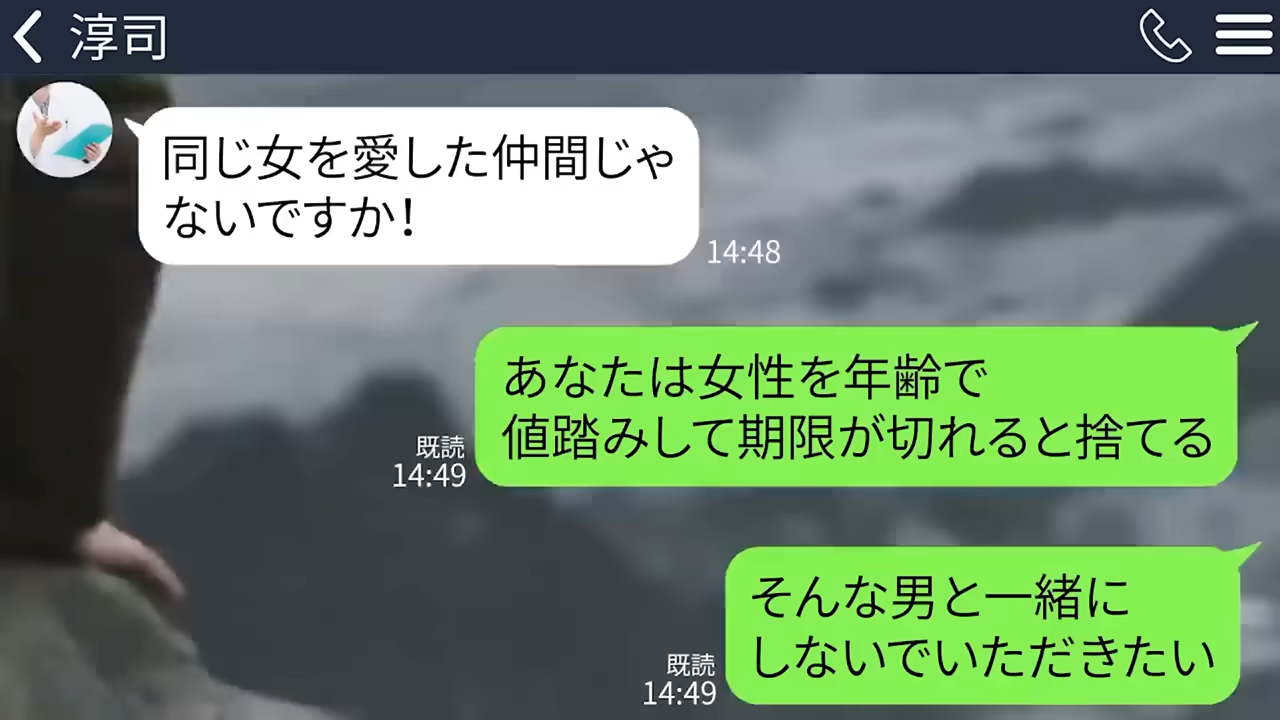 淳司
同じ女を愛した仲間じゃ
ないですか!
14:48
あなたは女性を年齢で
値踏みして期限が切れると捨てる
既読
14:49
そんな男と一緒に
しないでいただきたい
既読
14:49